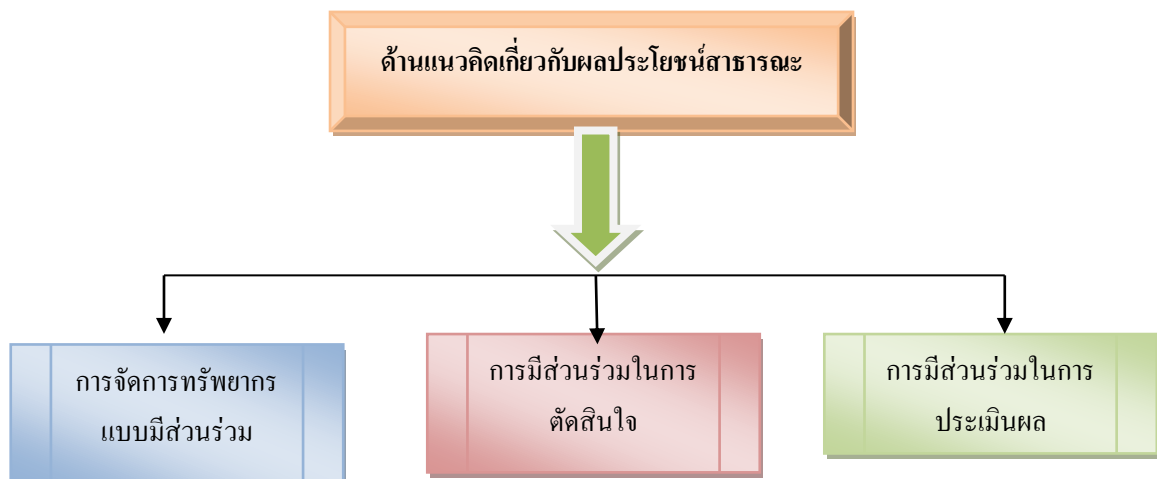 ด้านแนวคิดเกี่ยวกับผลประโยชน์สาธารณะ
การจัดการทรัพยากร
แบบมีส่วนร่วม
การมีส่วนร่วมในการ
ตัดสินใจ
การมีส่วนร่วมในการ
ประเมินผล